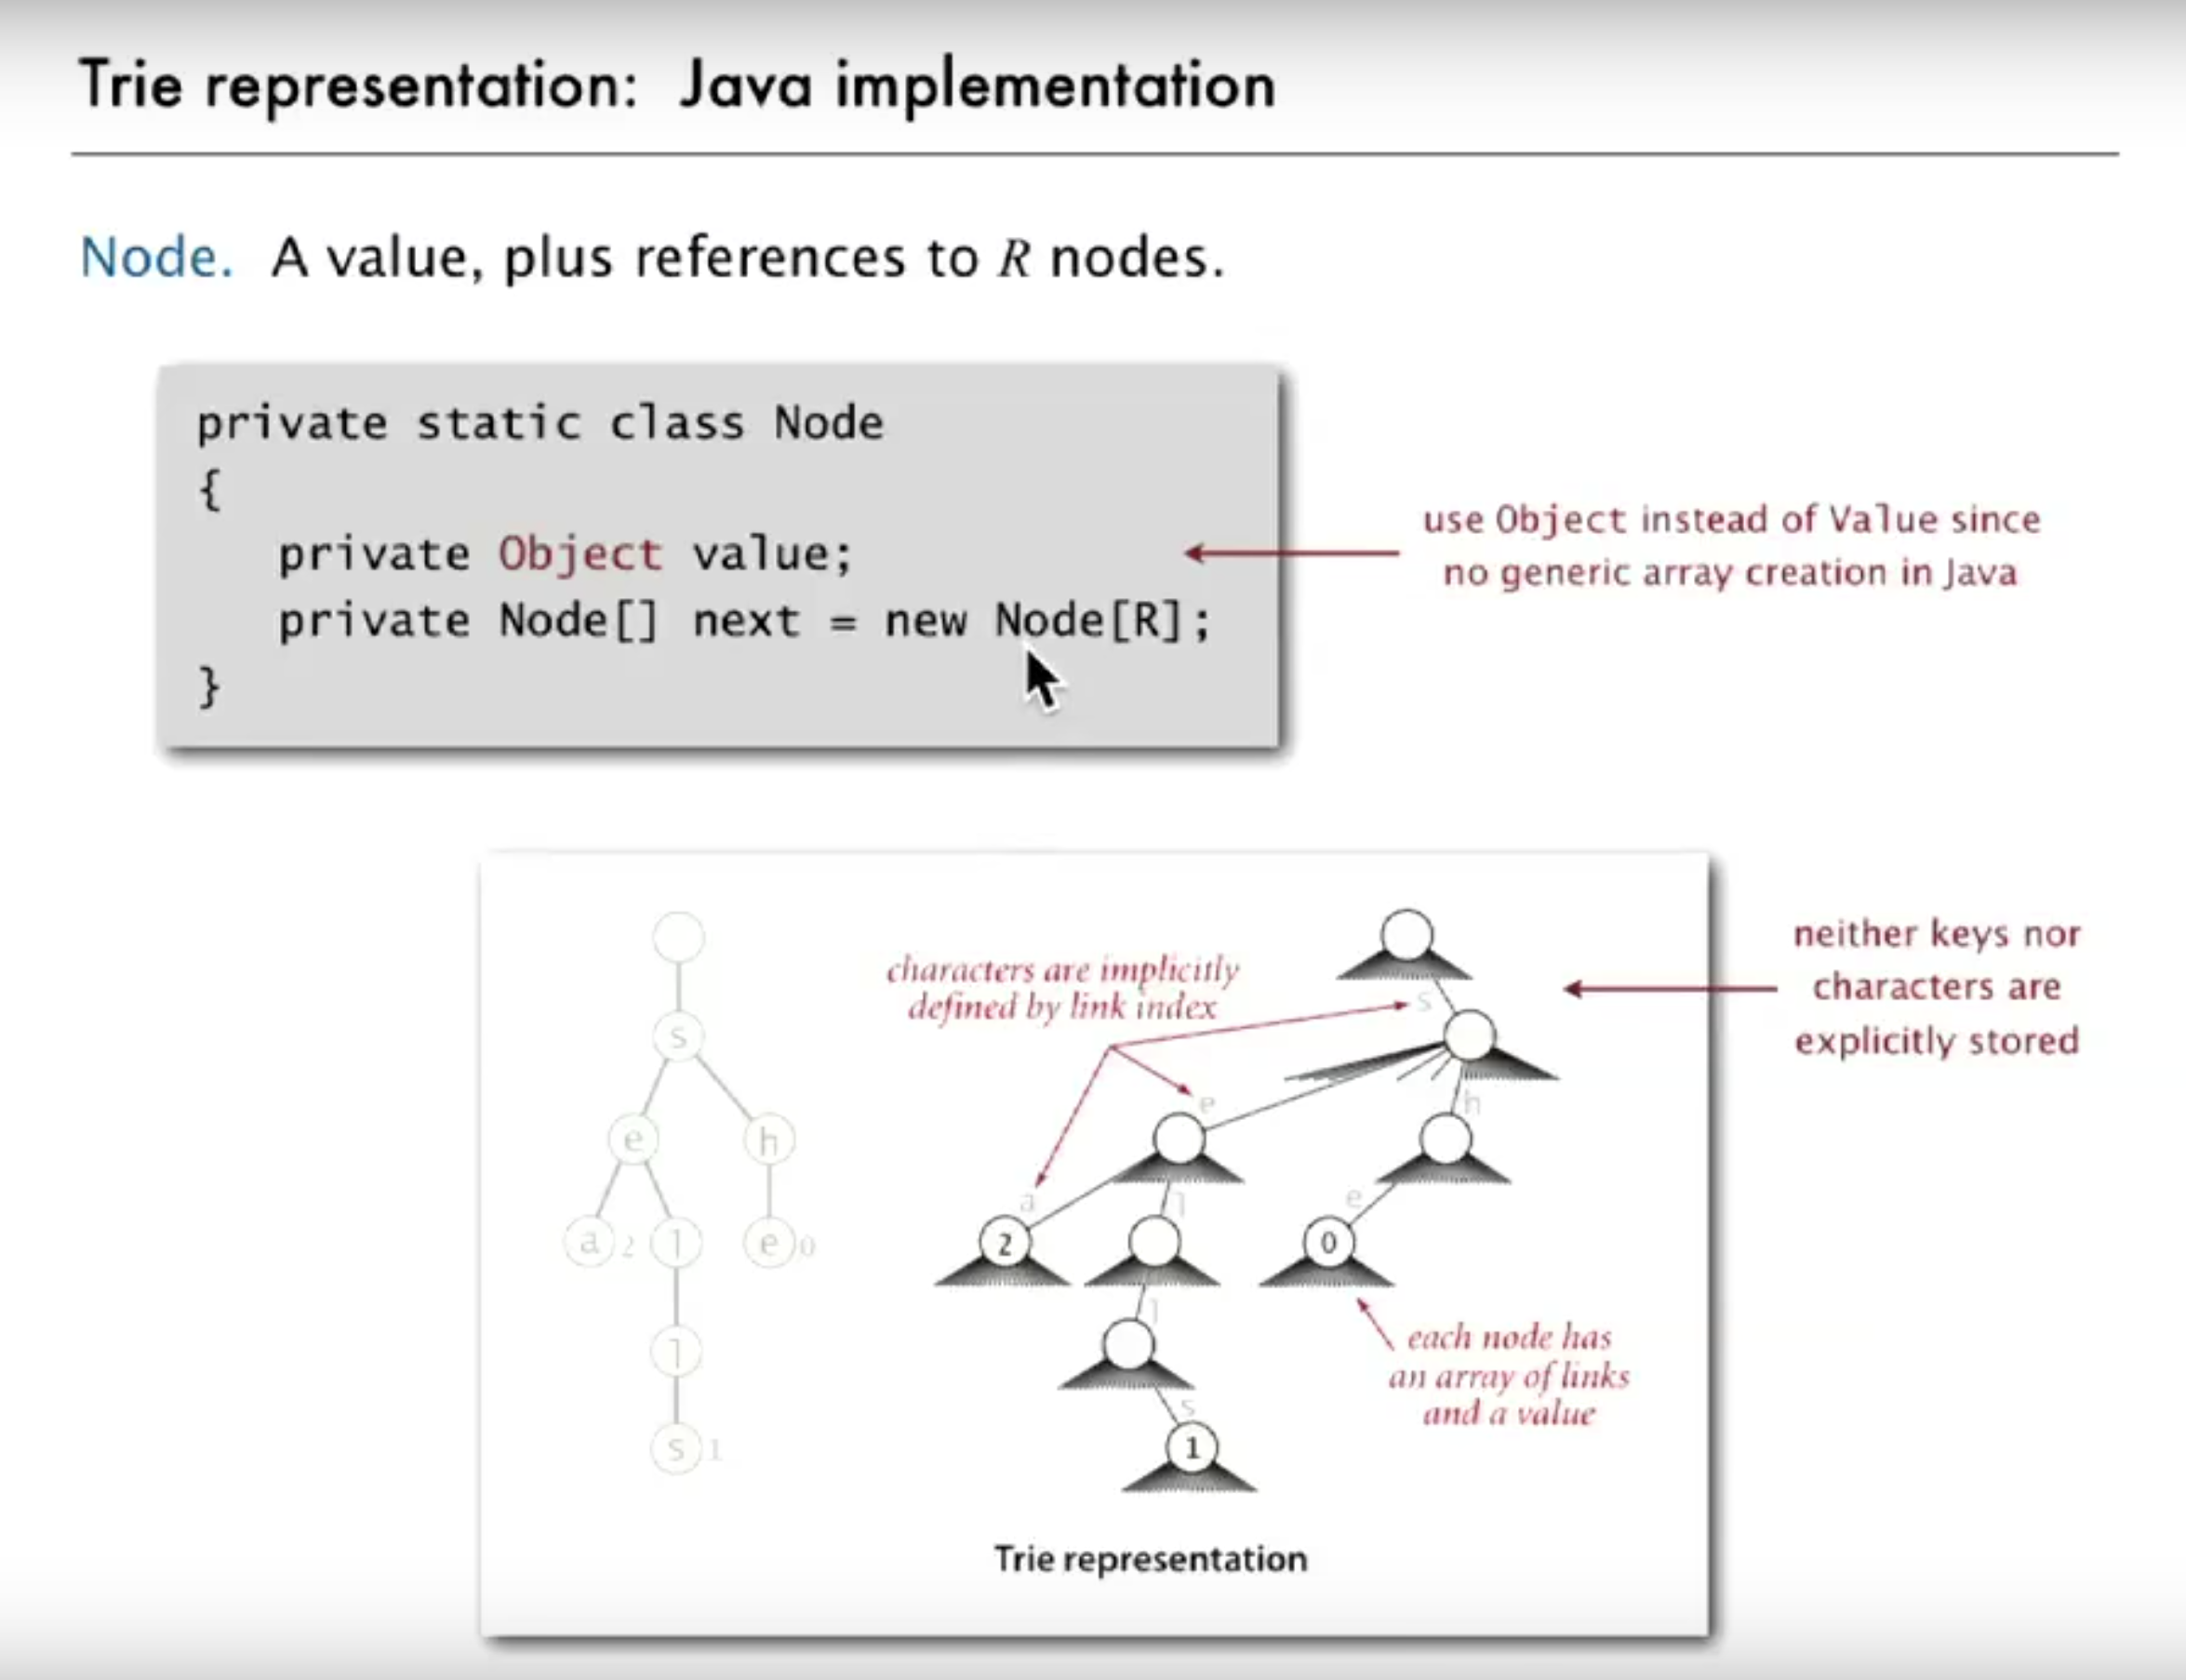 Trie representation: Java implementation
Node. A value, plus references to R nodes.
private static class Node
{
private Object value;
private Node[] next = new Node[R];
}
use Object instead of Value since
no generic array creation in Java
s
e
h
a 2
l
e 0
l
s 1
characters are implicitly
defined by link index
s
e
h
a
l
e
2
0
l
s
1
each node has
an array of links
and a value
Trie representation
neither keys nor
characters are
explicitly stored